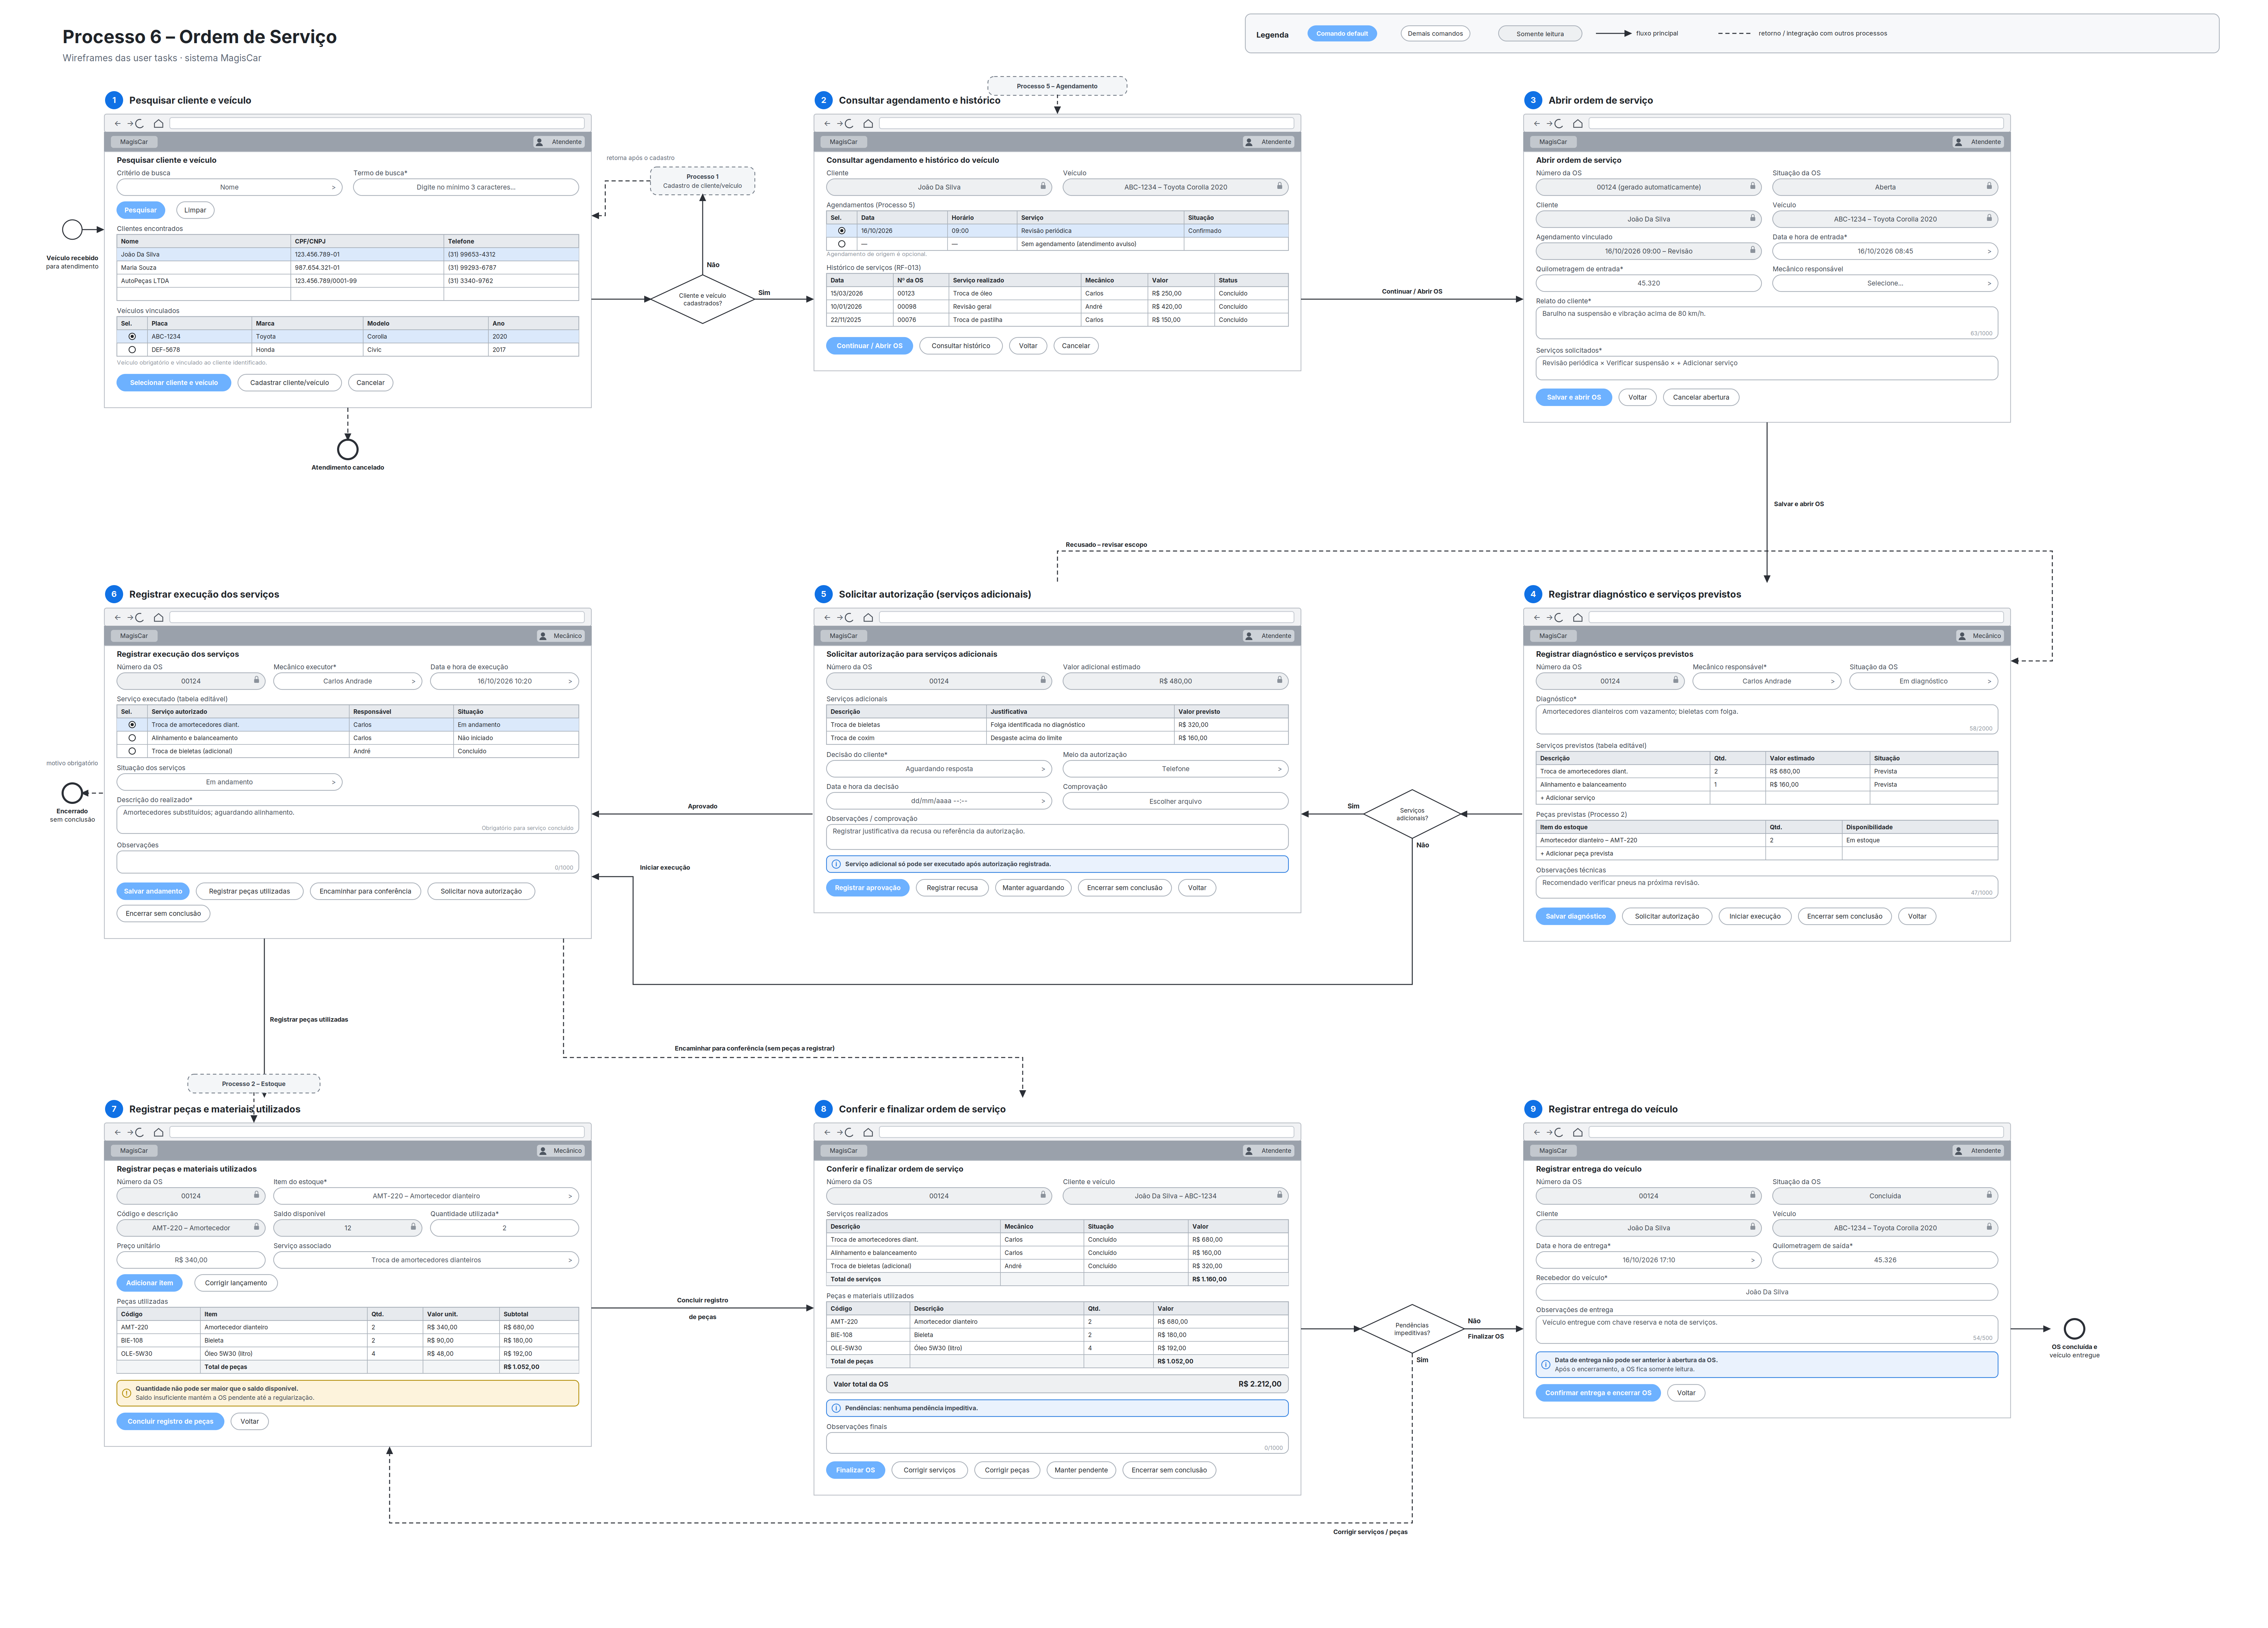 Processo 6 – Ordem de Serviço
Wireframes das user tasks · sistema MagisCar
Legenda
Comando default
Demais comandos
Somente leitura
fluxo principal
retorno / integração com outros processos
1 Pesquisar cliente e veículo
MagisCar
Atendente
Pesquisar cliente e veículo
Critério de busca
Termo de busca*
Nome >
Digite no mínimo 3 caracteres...
Pesquisar
Limpar
Clientes encontrados
Nome CPF/CNPJ Telefone
João Da Silva 123.456.789-01 (31) 99653-4312
Maria Souza 987.654.321-01 (31) 99293-6787
AutoPeças LTDA 123.456.789/0001-99 (31) 3340-9762
Veículos vinculados
Sel. Placa Marca Modelo Ano
ABC-1234 Toyota Corolla 2020
DEF-5678 Honda Civic 2017
Veículo obrigatório e vinculado ao cliente identificado.
Selecionar cliente e veículo
Cadastrar cliente/veículo
Cancelar
Veículo recebido
para atendimento
Atendimento cancelado
retorna após o cadastro
Processo 1
Cadastro de cliente/veículo
Não
Cliente e veículo
cadastrados?
Sim
Processo 5 – Agendamento
2 Consultar agendamento e histórico
MagisCar
Atendente
Consultar agendamento e histórico do veículo
Cliente
Veículo
João Da Silva
ABC-1234 – Toyota Corolla 2020
Agendamentos (Processo 5)
Sel. Data Horário Serviço Situação
16/10/2026 09:00 Revisão periódica Confirmado
— — Sem agendamento (atendimento avulso)
Agendamento de origem é opcional.
Histórico de serviços (RF-013)
Data Nº da OS Serviço realizado Mecânico Valor Status
15/03/2026 00123 Troca de óleo Carlos R$ 250,00 Concluído
10/01/2026 00098 Revisão geral André R$ 420,00 Concluído
22/11/2025 00076 Troca de pastilha Carlos R$ 150,00 Concluído
Continuar / Abrir OS
Consultar histórico
Voltar
Cancelar
Continuar / Abrir OS
3 Abrir ordem de serviço
MagisCar
Atendente
Abrir ordem de serviço
Número da OS
Situação da OS
00124 (gerado automaticamente)
Aberta
Cliente
Veículo
João Da Silva
ABC-1234 – Toyota Corolla 2020
Agendamento vinculado
Data e hora de entrada*
16/10/2026 09:00 – Revisão
16/10/2026 08:45 >
Quilometragem de entrada*
Mecânico responsável
45.320
Selecione... >
Relato do cliente*
Barulho na suspensão e vibração acima de 80 km/h.
63/1000
Serviços solicitados*
Revisão periódica × Verificar suspensão × + Adicionar serviço
Salvar e abrir OS
Voltar
Cancelar abertura
Salvar e abrir OS
Recusado – revisar escopo
6 Registrar execução dos serviços
MagisCar
Mecânico
Registrar execução dos serviços
Número da OS
Mecânico executor*
Data e hora de execução
00124
Carlos Andrade >
16/10/2026 10:20 >
Serviço executado (tabela editável)
Sel. Serviço autorizado Responsável Situação
Troca de amortecedores diant. Carlos Em andamento
Alinhamento e balanceamento Carlos Não iniciado
Troca de bieletas (adicional) André Concluído
Situação dos serviços
Em andamento >
Descrição do realizado*
Amortecedores substituídos; aguardando alinhamento.
Obrigatório para serviço concluído
Observações
0/1000
Salvar andamento
Registrar peças utilizadas
Encaminhar para conferência
Solicitar nova autorização
Encerrar sem conclusão
motivo obrigatório
Encerrado
sem conclusão
Aprovado
Iniciar execução
5 Solicitar autorização (serviços adicionais)
MagisCar
Atendente
Solicitar autorização para serviços adicionais
Número da OS
Valor adicional estimado
00124
R$ 480,00
Serviços adicionais
Descrição Justificativa Valor previsto
Troca de bieletas Folga identificada no diagnóstico R$ 320,00
Troca de coxim Desgaste acima do limite R$ 160,00
Decisão do cliente*
Meio da autorização
Aguardando resposta >
Telefone >
Data e hora da decisão
Comprovação
dd/mm/aaaa --:-- >
Escolher arquivo
Observações / comprovação
Registrar justificativa da recusa ou referência da autorização.
Serviço adicional só pode ser executado após autorização registrada.
Registrar aprovação
Registrar recusa
Manter aguardando
Encerrar sem conclusão
Voltar
Sim
Serviços
adicionais?
Não
4 Registrar diagnóstico e serviços previstos
MagisCar
Mecânico
Registrar diagnóstico e serviços previstos
Número da OS
Mecânico responsável*
Situação da OS
00124
Carlos Andrade >
Em diagnóstico >
Diagnóstico*
Amortecedores dianteiros com vazamento; bieletas com folga.
58/2000
Serviços previstos (tabela editável)
Descrição Qtd. Valor estimado Situação
Troca de amortecedores diant. 2 R$ 680,00 Prevista
Alinhamento e balanceamento 1 R$ 160,00 Prevista
+ Adicionar serviço
Peças previstas (Processo 2)
Item do estoque Qtd. Disponibilidade
Amortecedor dianteiro – AMT-220 2 Em estoque
+ Adicionar peça prevista
Observações técnicas
Recomendado verificar pneus na próxima revisão.
47/1000
Salvar diagnóstico
Solicitar autorização
Iniciar execução
Encerrar sem conclusão
Voltar
Registrar peças utilizadas
Encaminhar para conferência (sem peças a registrar)
Processo 2 – Estoque
7 Registrar peças e materiais utilizados
MagisCar
Mecânico
Registrar peças e materiais utilizados
Número da OS
Item do estoque*
00124
AMT-220 – Amortecedor dianteiro >
Código e descrição
Saldo disponível
Quantidade utilizada*
AMT-220 – Amortecedor
12
2
Preço unitário
Serviço associado
R$ 340,00
Troca de amortecedores dianteiros >
Adicionar item
Corrigir lançamento
Peças utilizadas
Código Item Qtd. Valor unit. Subtotal
AMT-220 Amortecedor dianteiro 2 R$ 340,00 R$ 680,00
BIE-108 Bieleta 2 R$ 90,00 R$ 180,00
OLE-5W30 Óleo 5W30 (litro) 4 R$ 48,00 R$ 192,00
Total de peças R$ 1.052,00
Quantidade não pode ser maior que o saldo disponível.
Saldo insuficiente mantém a OS pendente até a regularização.
Concluir registro de peças
Voltar
Concluir registro
de peças
8 Conferir e finalizar ordem de serviço
MagisCar
Atendente
Conferir e finalizar ordem de serviço
Número da OS
Cliente e veículo
00124
João Da Silva – ABC-1234
Serviços realizados
Descrição Mecânico Situação Valor
Troca de amortecedores diant. Carlos Concluído R$ 680,00
Alinhamento e balanceamento Carlos Concluído R$ 160,00
Troca de bieletas (adicional) André Concluído R$ 320,00
Total de serviços R$ 1.160,00
Peças e materiais utilizados
Código Descrição Qtd. Valor
AMT-220 Amortecedor dianteiro 2 R$ 680,00
BIE-108 Bieleta 2 R$ 180,00
OLE-5W30 Óleo 5W30 (litro) 4 R$ 192,00
Total de peças R$ 1.052,00
Valor total da OS R$ 2.212,00
Pendências: nenhuma pendência impeditiva.
Observações finais
0/1000
Finalizar OS
Corrigir serviços
Corrigir peças
Manter pendente
Encerrar sem conclusão
Pendências
impeditivas?
Não
Finalizar OS
Sim
Corrigir serviços / peças
9 Registrar entrega do veículo
MagisCar
Atendente
Registrar entrega do veículo
Número da OS
Situação da OS
00124
Concluída
Cliente
Veículo
João Da Silva
ABC-1234 – Toyota Corolla 2020
Data e hora de entrega*
Quilometragem de saída*
16/10/2026 17:10 >
45.326
Recebedor do veículo*
João Da Silva
Observações de entrega
Veículo entregue com chave reserva e nota de serviços.
54/500
Data de entrega não pode ser anterior à abertura da OS.
Após o encerramento, a OS fica somente leitura.
Confirmar entrega e encerrar OS
Voltar
OS concluída e
veículo entregue